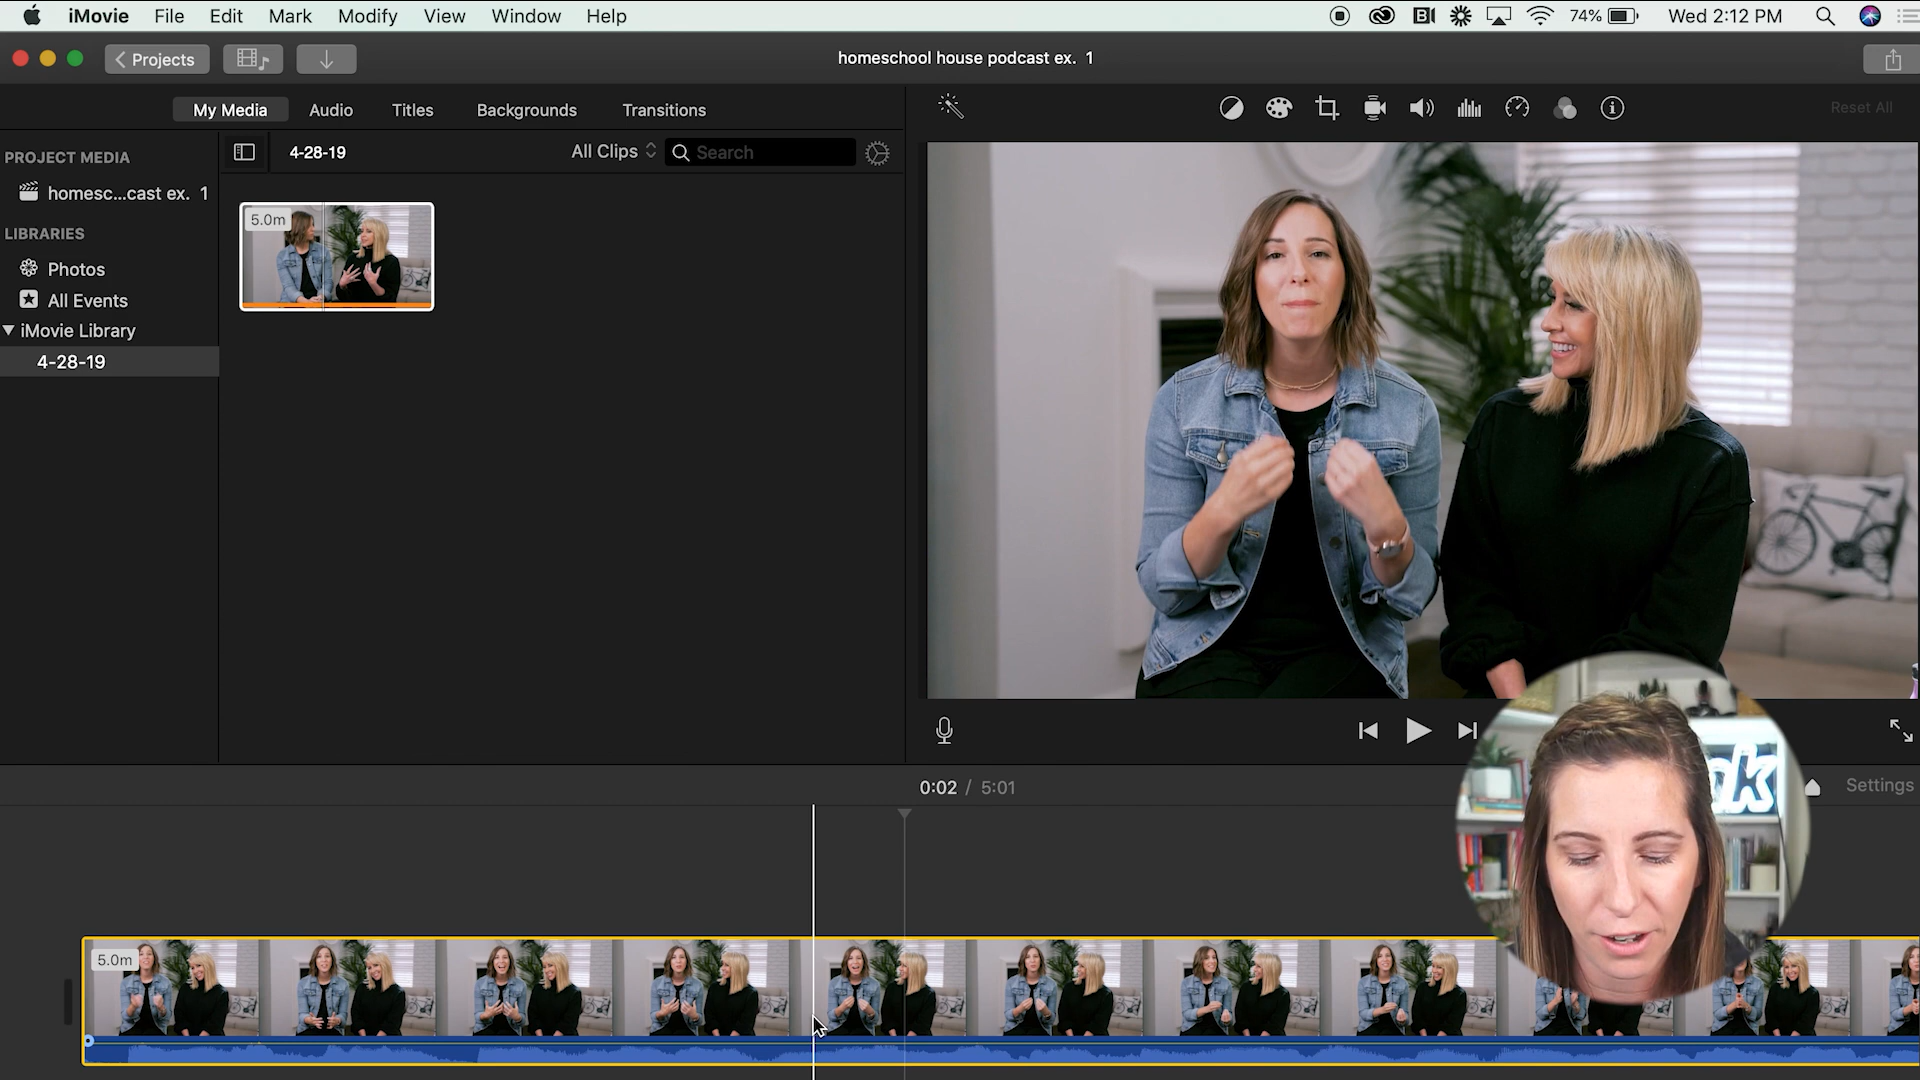 iMovie File Edit Mark Modify View Window Help 74% Wed 2:12 PM
Projects
homeschool house podcast ex. 1
My Media Audio Titles Backgrounds Transitions
Reset All
PROJECT MEDIA
homesc...cast ex. 1
LIBRARIES
Photos
All Events
iMovie Library
4-28-19
4-28-19 All Clips Search
5.0m
0:02 / 5:01
Settings
5.0m
dk